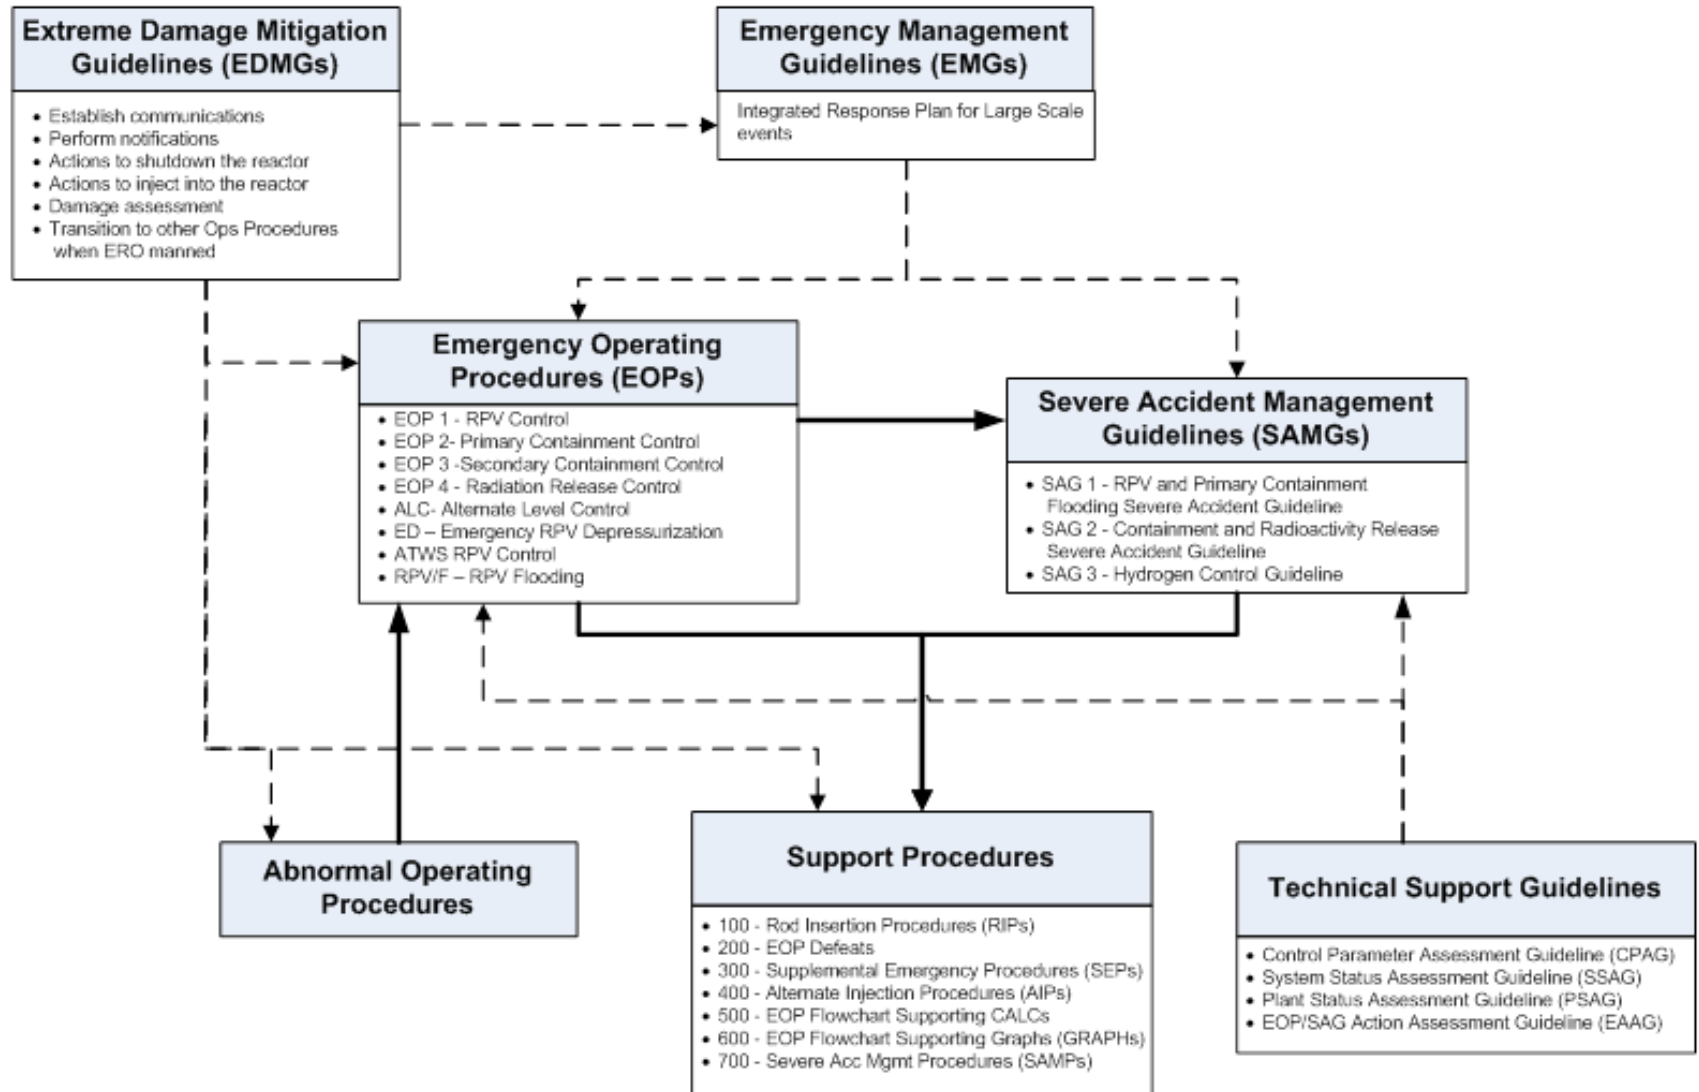 Extreme Damage Mitigation
Guidelines (EDMGs)
• Establish communications
• Perform notifications
• Actions to shutdown the reactor
• Actions to inject into the reactor
• Damage assessment
• Transition to other Ops Procedures
when ERO manned
Emergency Management
Guidelines (EMGs)
Integrated Response Plan for Large Scale
events
Emergency Operating
Procedures (EOPs)
• EOP 1 - RPV Control
• EOP 2- Primary Containment Control
• EOP 3 -Secondary Containment Control
• EOP 4 - Radiation Release Control
• ALC- Alternate Level Control
• ED – Emergency RPV Depressurization
• ATWS RPV Control
• RPV/F – RPV Flooding
Severe Accident Management
Guidelines (SAMGs)
• SAG 1 - RPV and Primary Containment
Flooding Severe Accident Guideline
• SAG 2 - Containment and Radioactivity Release
Severe Accident Guideline
• SAG 3 - Hydrogen Control Guideline
Abnormal Operating
Procedures
Support Procedures
• 100 - Rod Insertion Procedures (RIPs)
• 200 - EOP Defeats
• 300 - Supplemental Emergency Procedures (SEPs)
• 400 - Alternate Injection Procedures (AIPs)
• 500 - EOP Flowchart Supporting CALCs
• 600 - EOP Flowchart Supporting Graphs (GRAPHs)
• 700 - Severe Acc Mgmt Procedures (SAMPs)
Technical Support Guidelines
• Control Parameter Assessment Guideline (CPAG)
• System Status Assessment Guideline (SSAG)
• Plant Status Assessment Guideline (PSAG)
• EOP/SAG Action Assessment Guideline (EAAG)